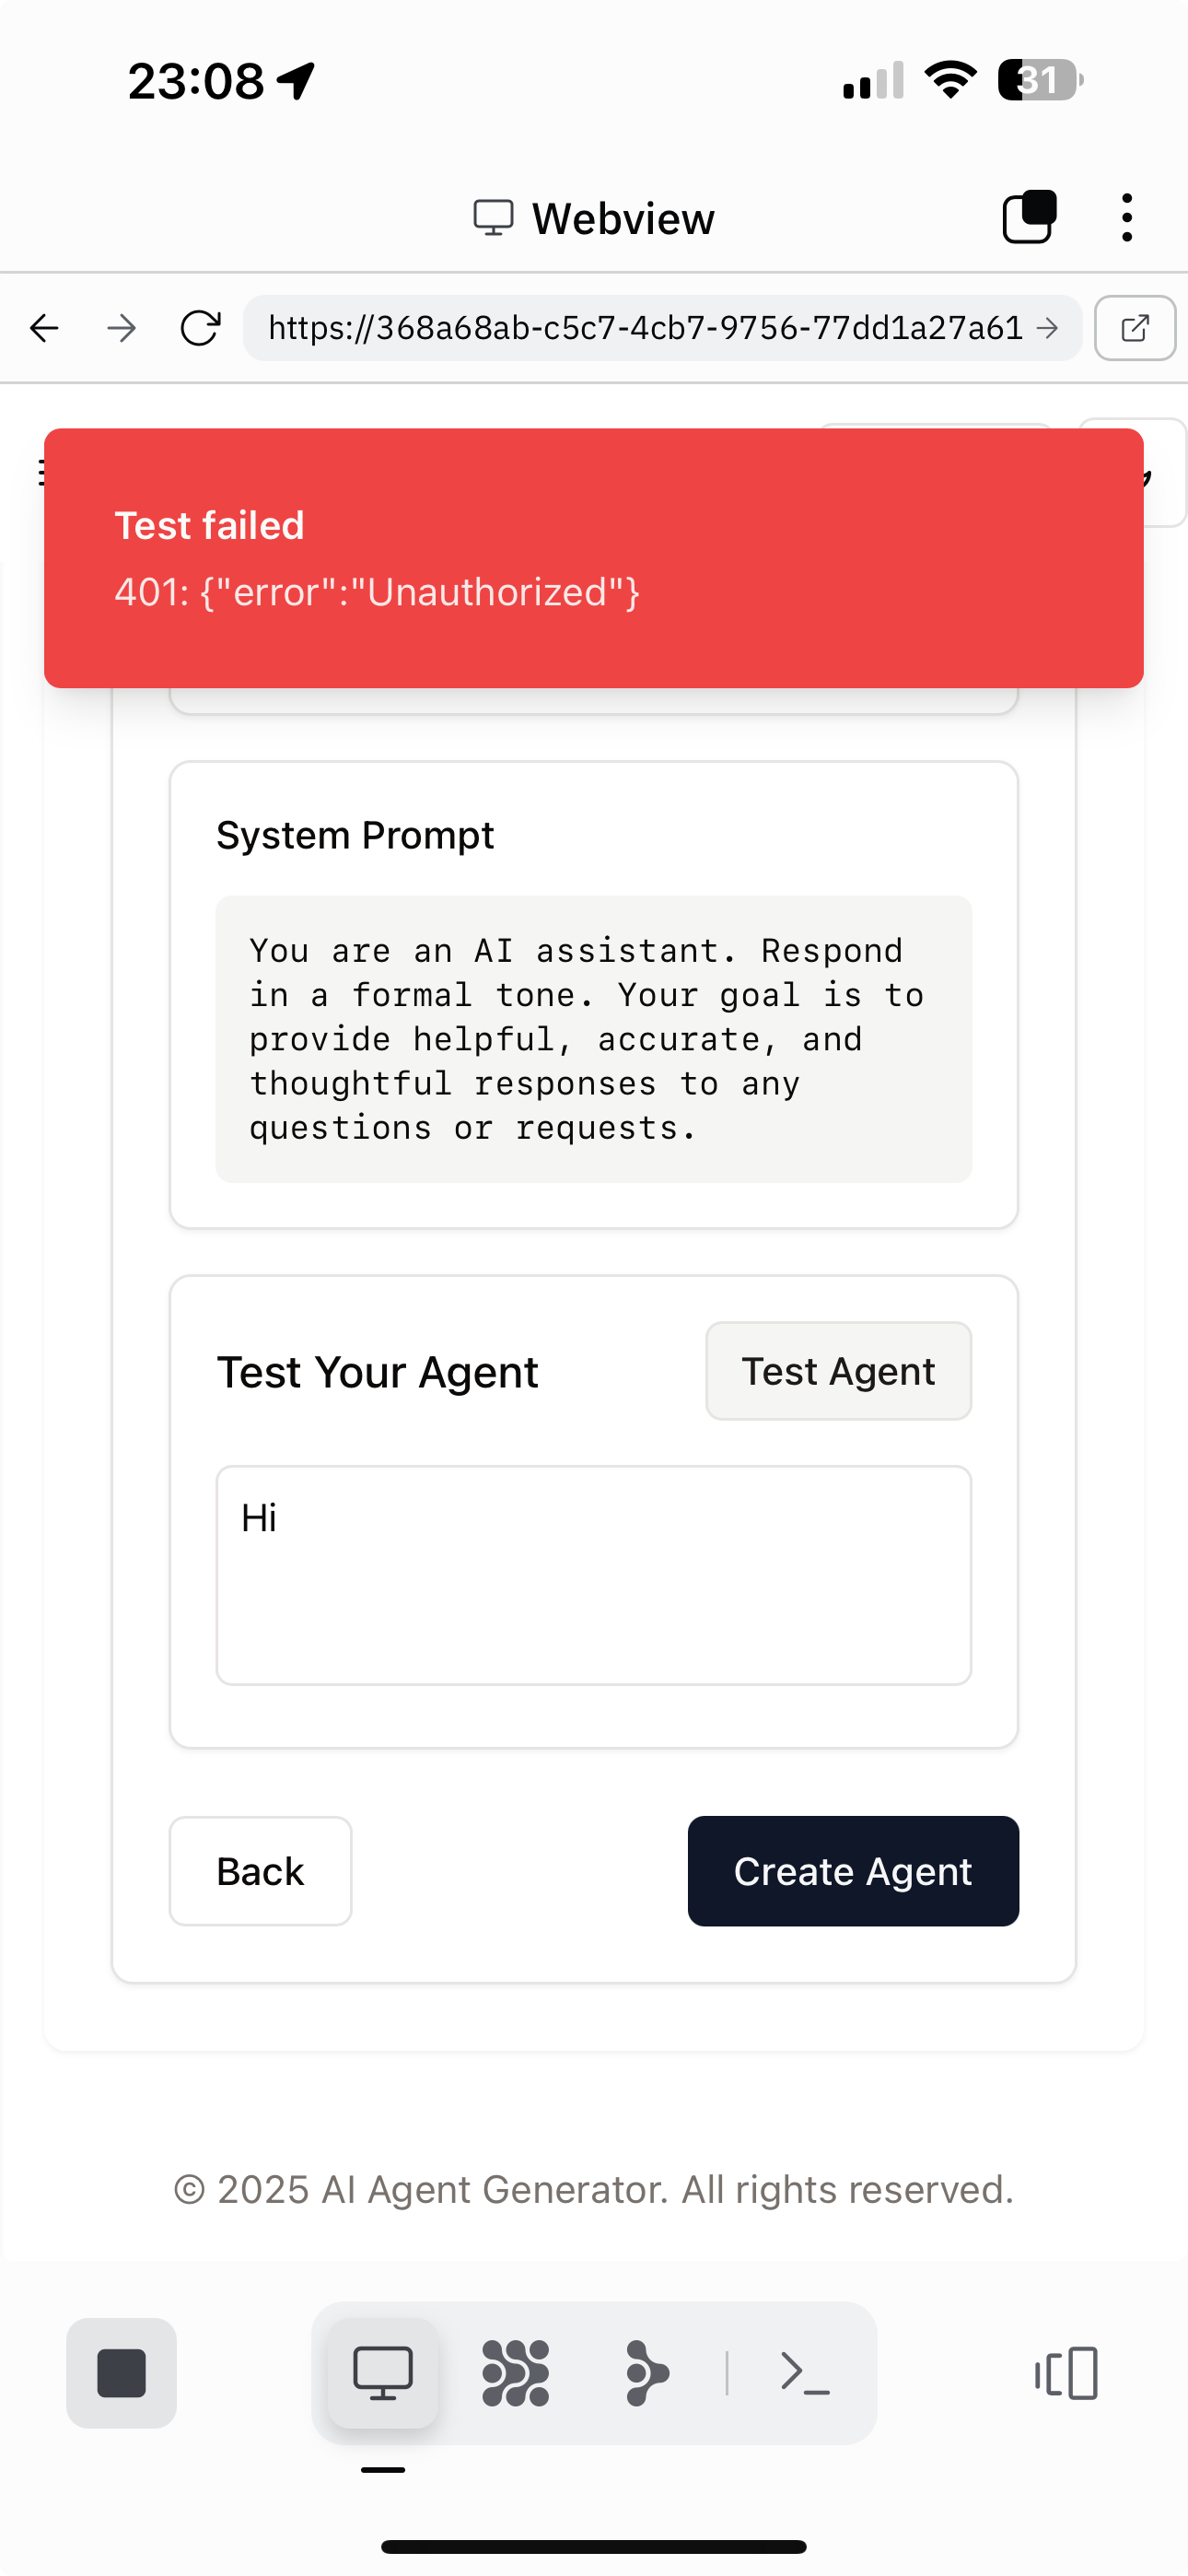 23:08
31
Webview
https://368a68ab-c5c7-4cb7-9756-77dd1a27a61
Test failed
401: {"error":"Unauthorized"}
System Prompt
You are an AI assistant. Respond
in a formal tone. Your goal is to
provide helpful, accurate, and
thoughtful responses to any
questions or requests.
Test Your Agent
Test Agent
Hi
Back
Create Agent
© 2025 AI Agent Generator. All rights reserved.